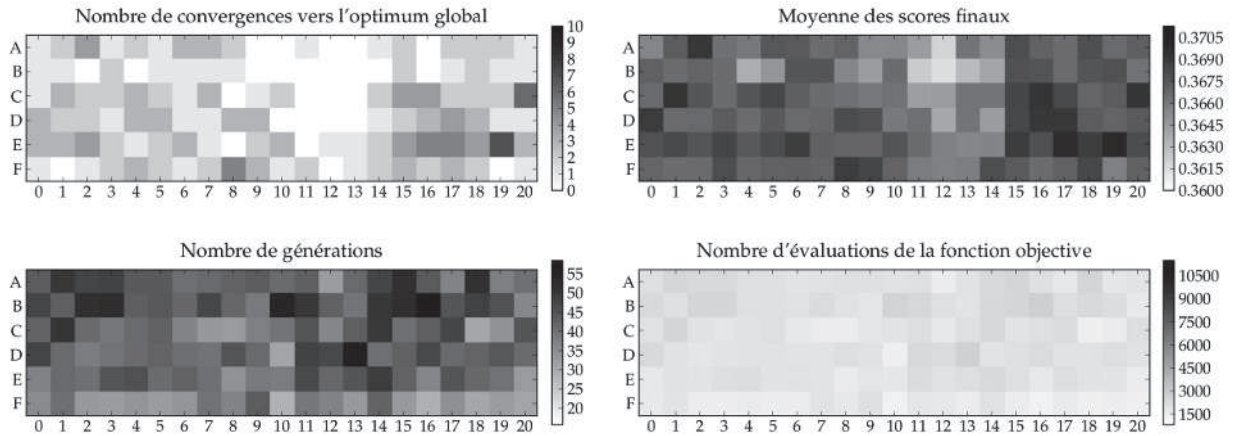 Nombre de convergences vers l'optimum global
A
B
C
D
E
F
0 1 2 3 4 5 6 7 8 9 10 11 12 13 14 15 16 17 18 19 20
10
9
8
7
6
5
4
3
2
1
0
Moyenne des scores finaux
A
B
C
D
E
F
0 1 2 3 4 5 6 7 8 9 10 11 12 13 14 15 16 17 18 19 20
0.3705
0.3690
0.3675
0.3660
0.3645
0.3630
0.3615
0.3600
Nombre de générations
A
B
C
D
E
F
0 1 2 3 4 5 6 7 8 9 10 11 12 13 14 15 16 17 18 19 20
55
50
45
40
35
30
25
20
Nombre d'évaluations de la fonction objective
A
B
C
D
E
F
0 1 2 3 4 5 6 7 8 9 10 11 12 13 14 15 16 17 18 19 20
10500
9000
7500
6000
4500
3000
1500